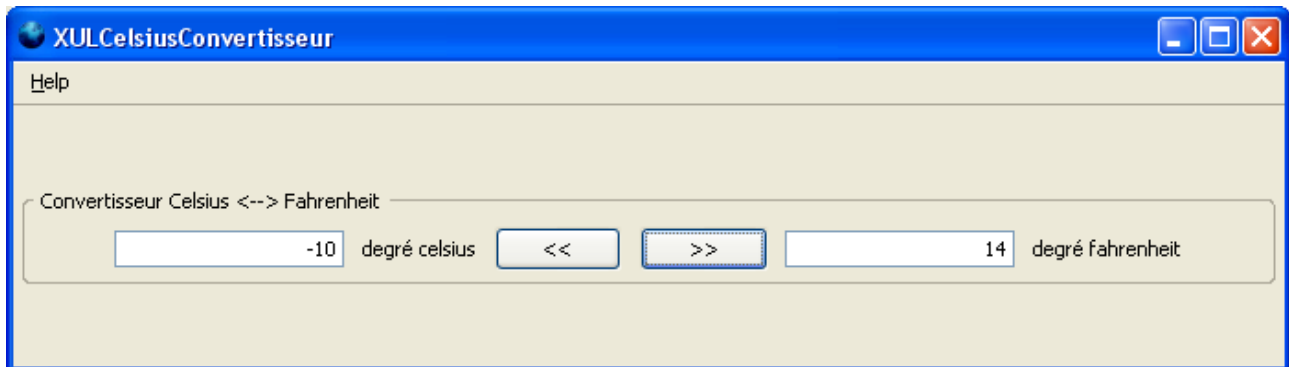 XULCelsiusConvertisseur
Help
Convertisseur Celsius <--> Fahrenheit
-10 degré celsius << >> 14 degré fahrenheit